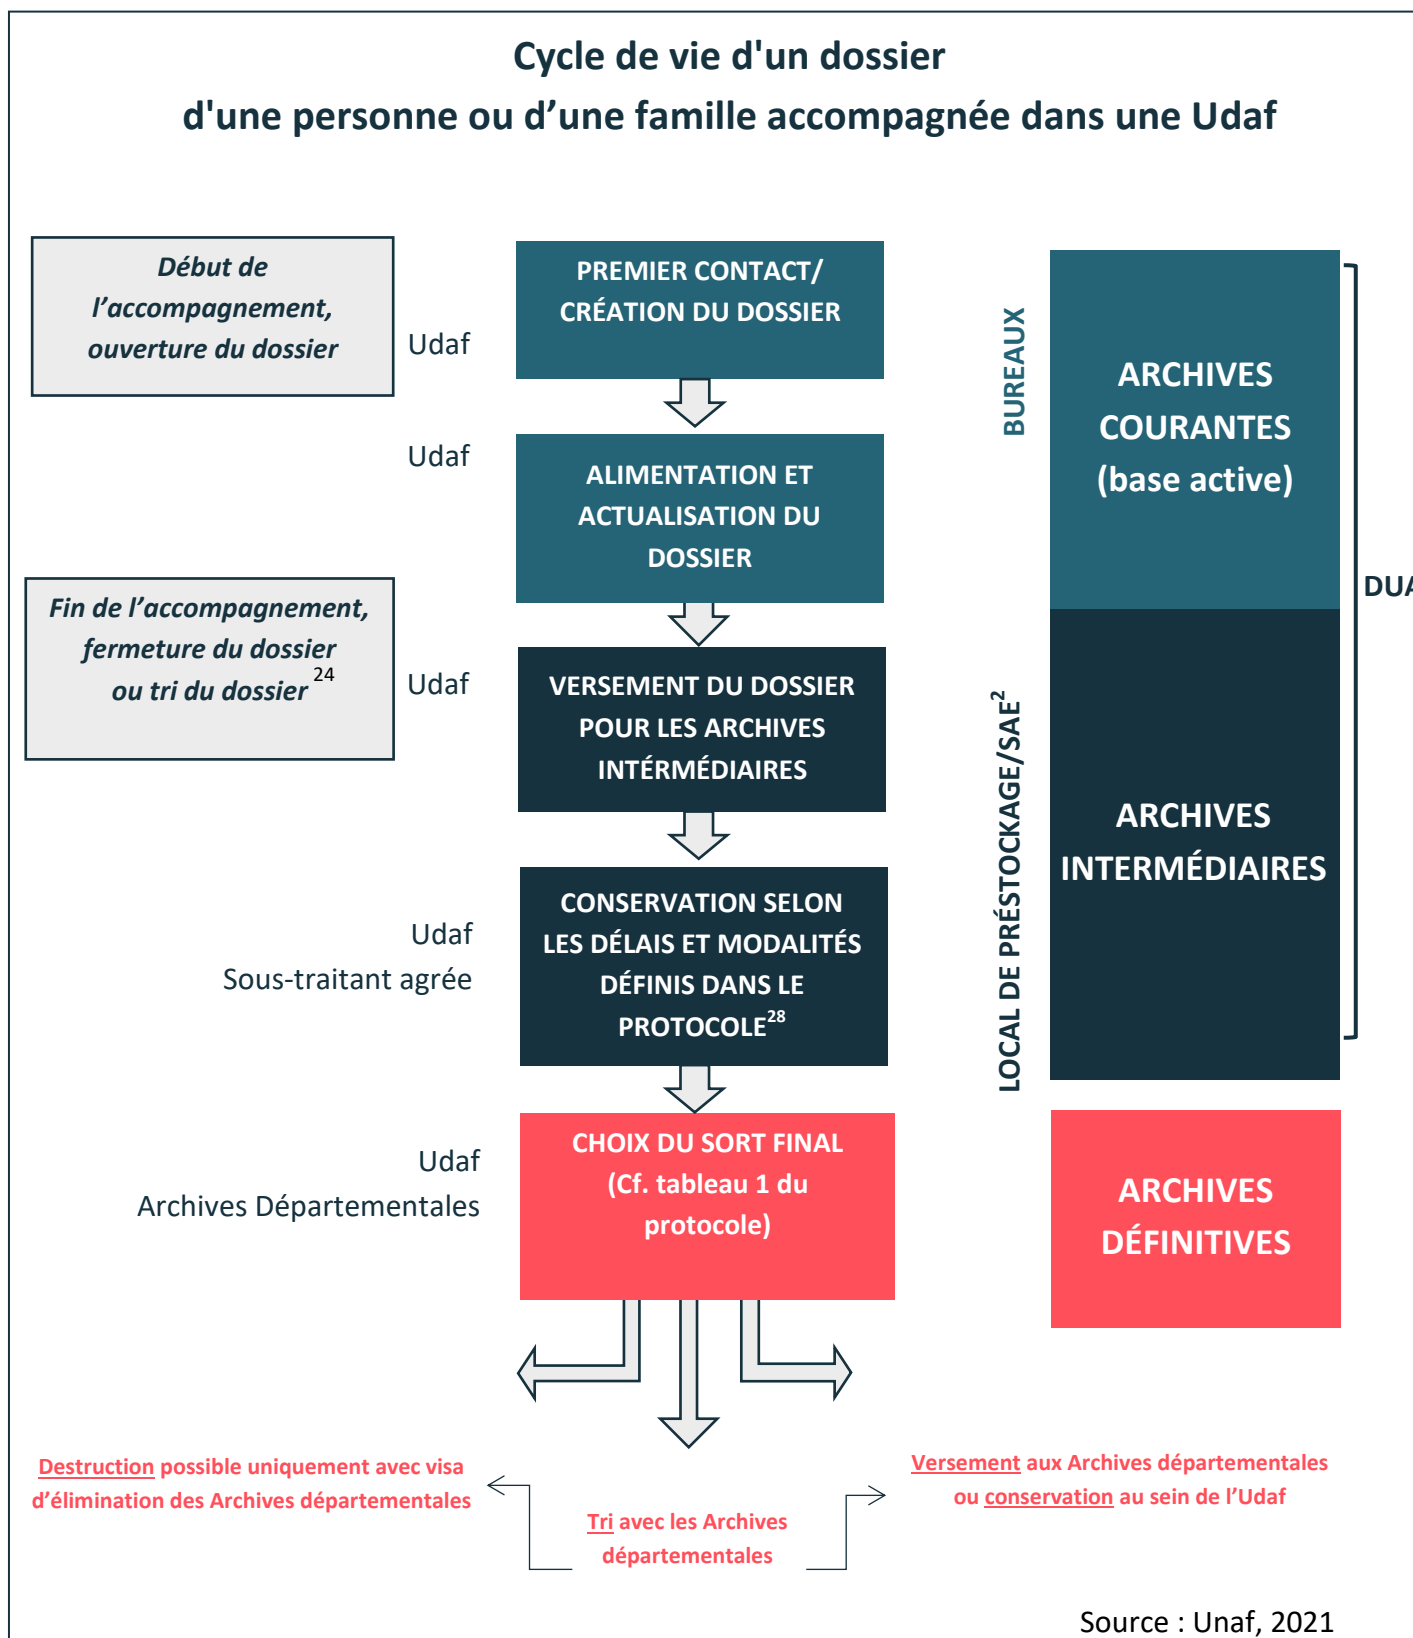 Cycle de vie d'un dossier
d'une personne ou d’une famille accompagnée dans une Udaf
Début de
l’accompagnement,
ouverture du dossier
Udaf
PREMIER CONTACT/
CRÉATION DU DOSSIER
Udaf
ALIMENTATION ET
ACTUALISATION DU
DOSSIER
Fin de l’accompagnement,
fermeture du dossier
ou tri du dossier 24
Udaf
VERSEMENT DU DOSSIER
POUR LES ARCHIVES
INTÉRMÉDIAIRES
Udaf
Sous-traitant agrée
CONSERVATION SELON
LES DÉLAIS ET MODALITÉS
DÉFINIS DANS LE
PROTOCOLE28
Udaf
Archives Départementales
CHOIX DU SORT FINAL
(Cf. tableau 1 du
protocole)
BUREAUX
ARCHIVES
COURANTES
(base active)
DUA
LOCAL DE PRÉSTOCKAGE/SAE2
ARCHIVES
INTERMÉDIAIRES
ARCHIVES
DÉFINITIVES
Destruction possible uniquement avec visa
d’élimination des Archives départementales
Tri avec les Archives
départementales
Versement aux Archives départementales
ou conservation au sein de l’Udaf
Source : Unaf, 2021